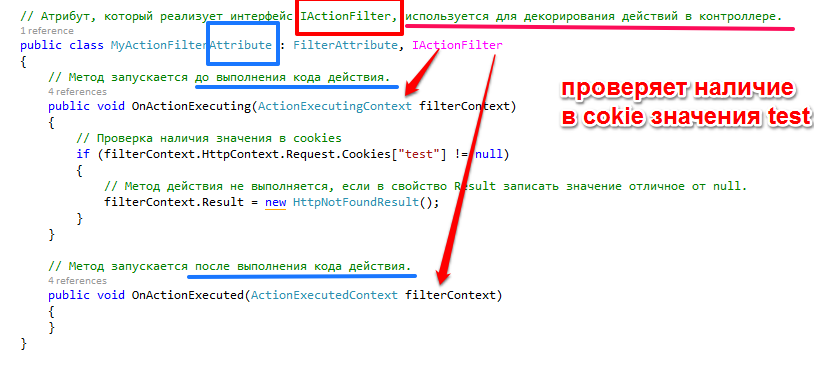 // Атрибут, который реализует интерфейс IActionFilter, используется для декорирования действий в контроллере.
1 reference
public class MyActionFilterAttribute : FilterAttribute, IActionFilter
{
// Метод запускается до выполнения кода действия.
4 references
public void OnActionExecuting(ActionExecutingContext filterContext)
{
// Проверка наличия значения в cookies
if (filterContext.HttpContext.Request.Cookies["test"] != null)
{
// Метод действия не выполняется, если в свойство Result записать значение отличное от null.
filterContext.Result = new HttpNotFoundResult();
}
}
// Метод запускается после выполнения кода действия.
4 references
public void OnActionExecuted(ActionExecutedContext filterContext)
{
}
}
проверяет наличие
в cokie значения test